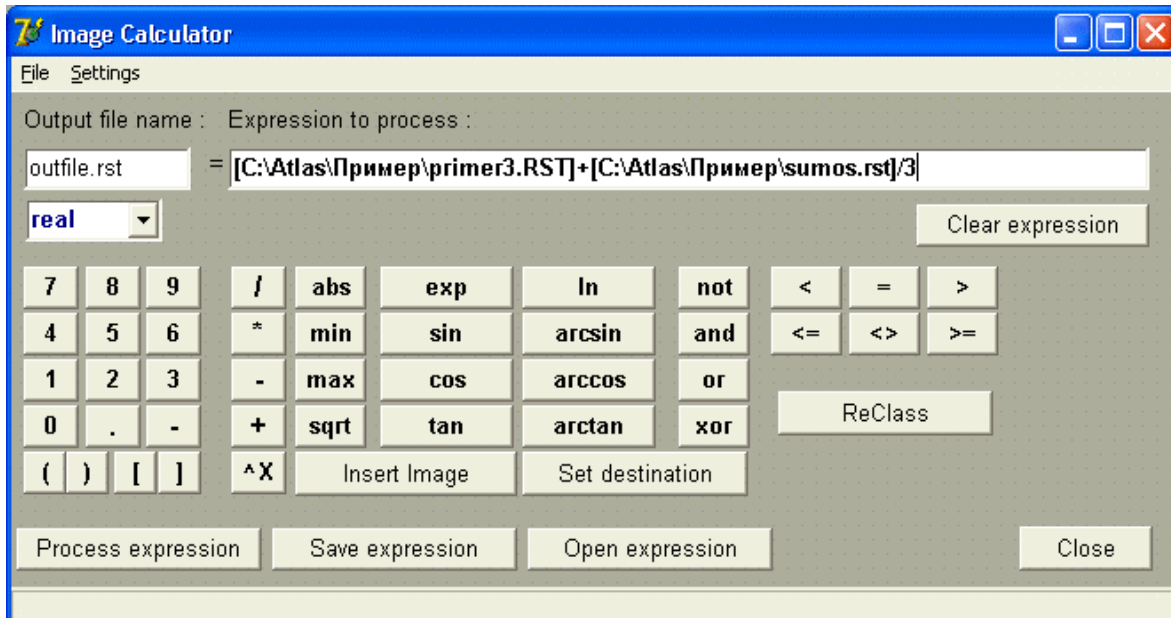 Image Calculator
File Settings
Output file name : Expression to process :
outfile.rst = [C:\Atlas\Пример\primer3.RST]+[C:\Atlas\Пример\sumos.rst]/3
real Clear expression
7 8 9 / abs exp ln not < = >
4 5 6 * min sin arcsin and <= <> >=
1 2 3 - max cos arccos or
ReClass
0 . - + sqrt tan arctan xor
( ) [ ] ^X Insert Image Set destination
Process expression Save expression Open expression Close